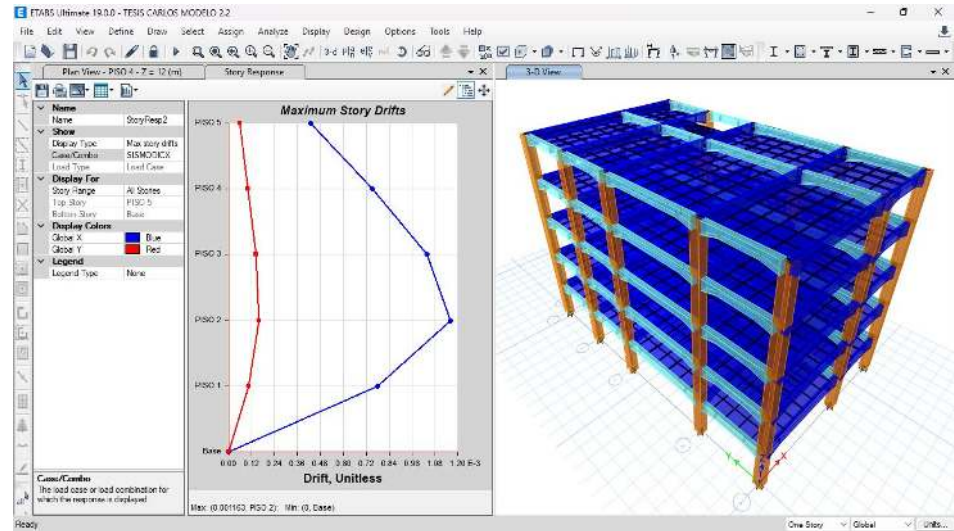 ETABS Ultimate 19.0.0 - TESIS CARLOS MODELO 2.2
File Edit View Define Draw Select Assign Analyze Display Design Options Tools Help
Plan View - PISO 4 - Z = 12 (m)
Story Response
3-D View
Name
Name StoryResp2
Show
Display Type Max story drifts
Case/Combo SISMODICX
Load Type Load Case
Display For
Story Range All Stories
Top Story PISO 5
Bottom Story Base
Display Colors
Global X Blue
Global Y Red
Legend
Legend Type None
Maximum Story Drifts
PISO 5
PISO 4
PISO 3
PISO 2
PISO 1
Base
0.00 0.12 0.24 0.36 0.48 0.60 0.72 0.84 0.96 1.08 1.20 E-3
Drift, Unitless
Case/Combo
The load case or load combination for
which the response is displayed
Max: (0.001163, PISO 2); Min: (0, Base)
X
Y
Ready
One Story
Global
Units...